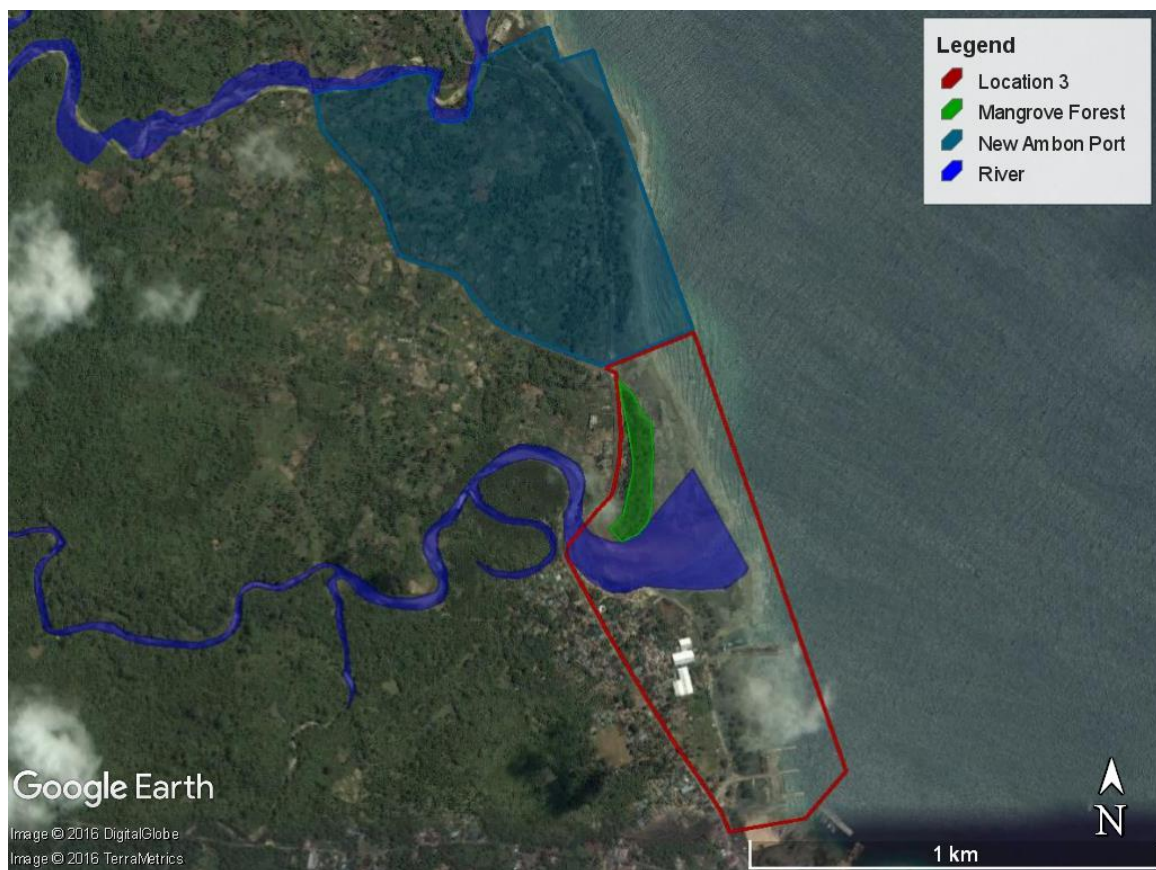 Legend
Location 3
Mangrove Forest
New Ambon Port
River
Google Earth
Image © 2016 DigitalGlobe
Image © 2016 TerraMetrics
N
1 km